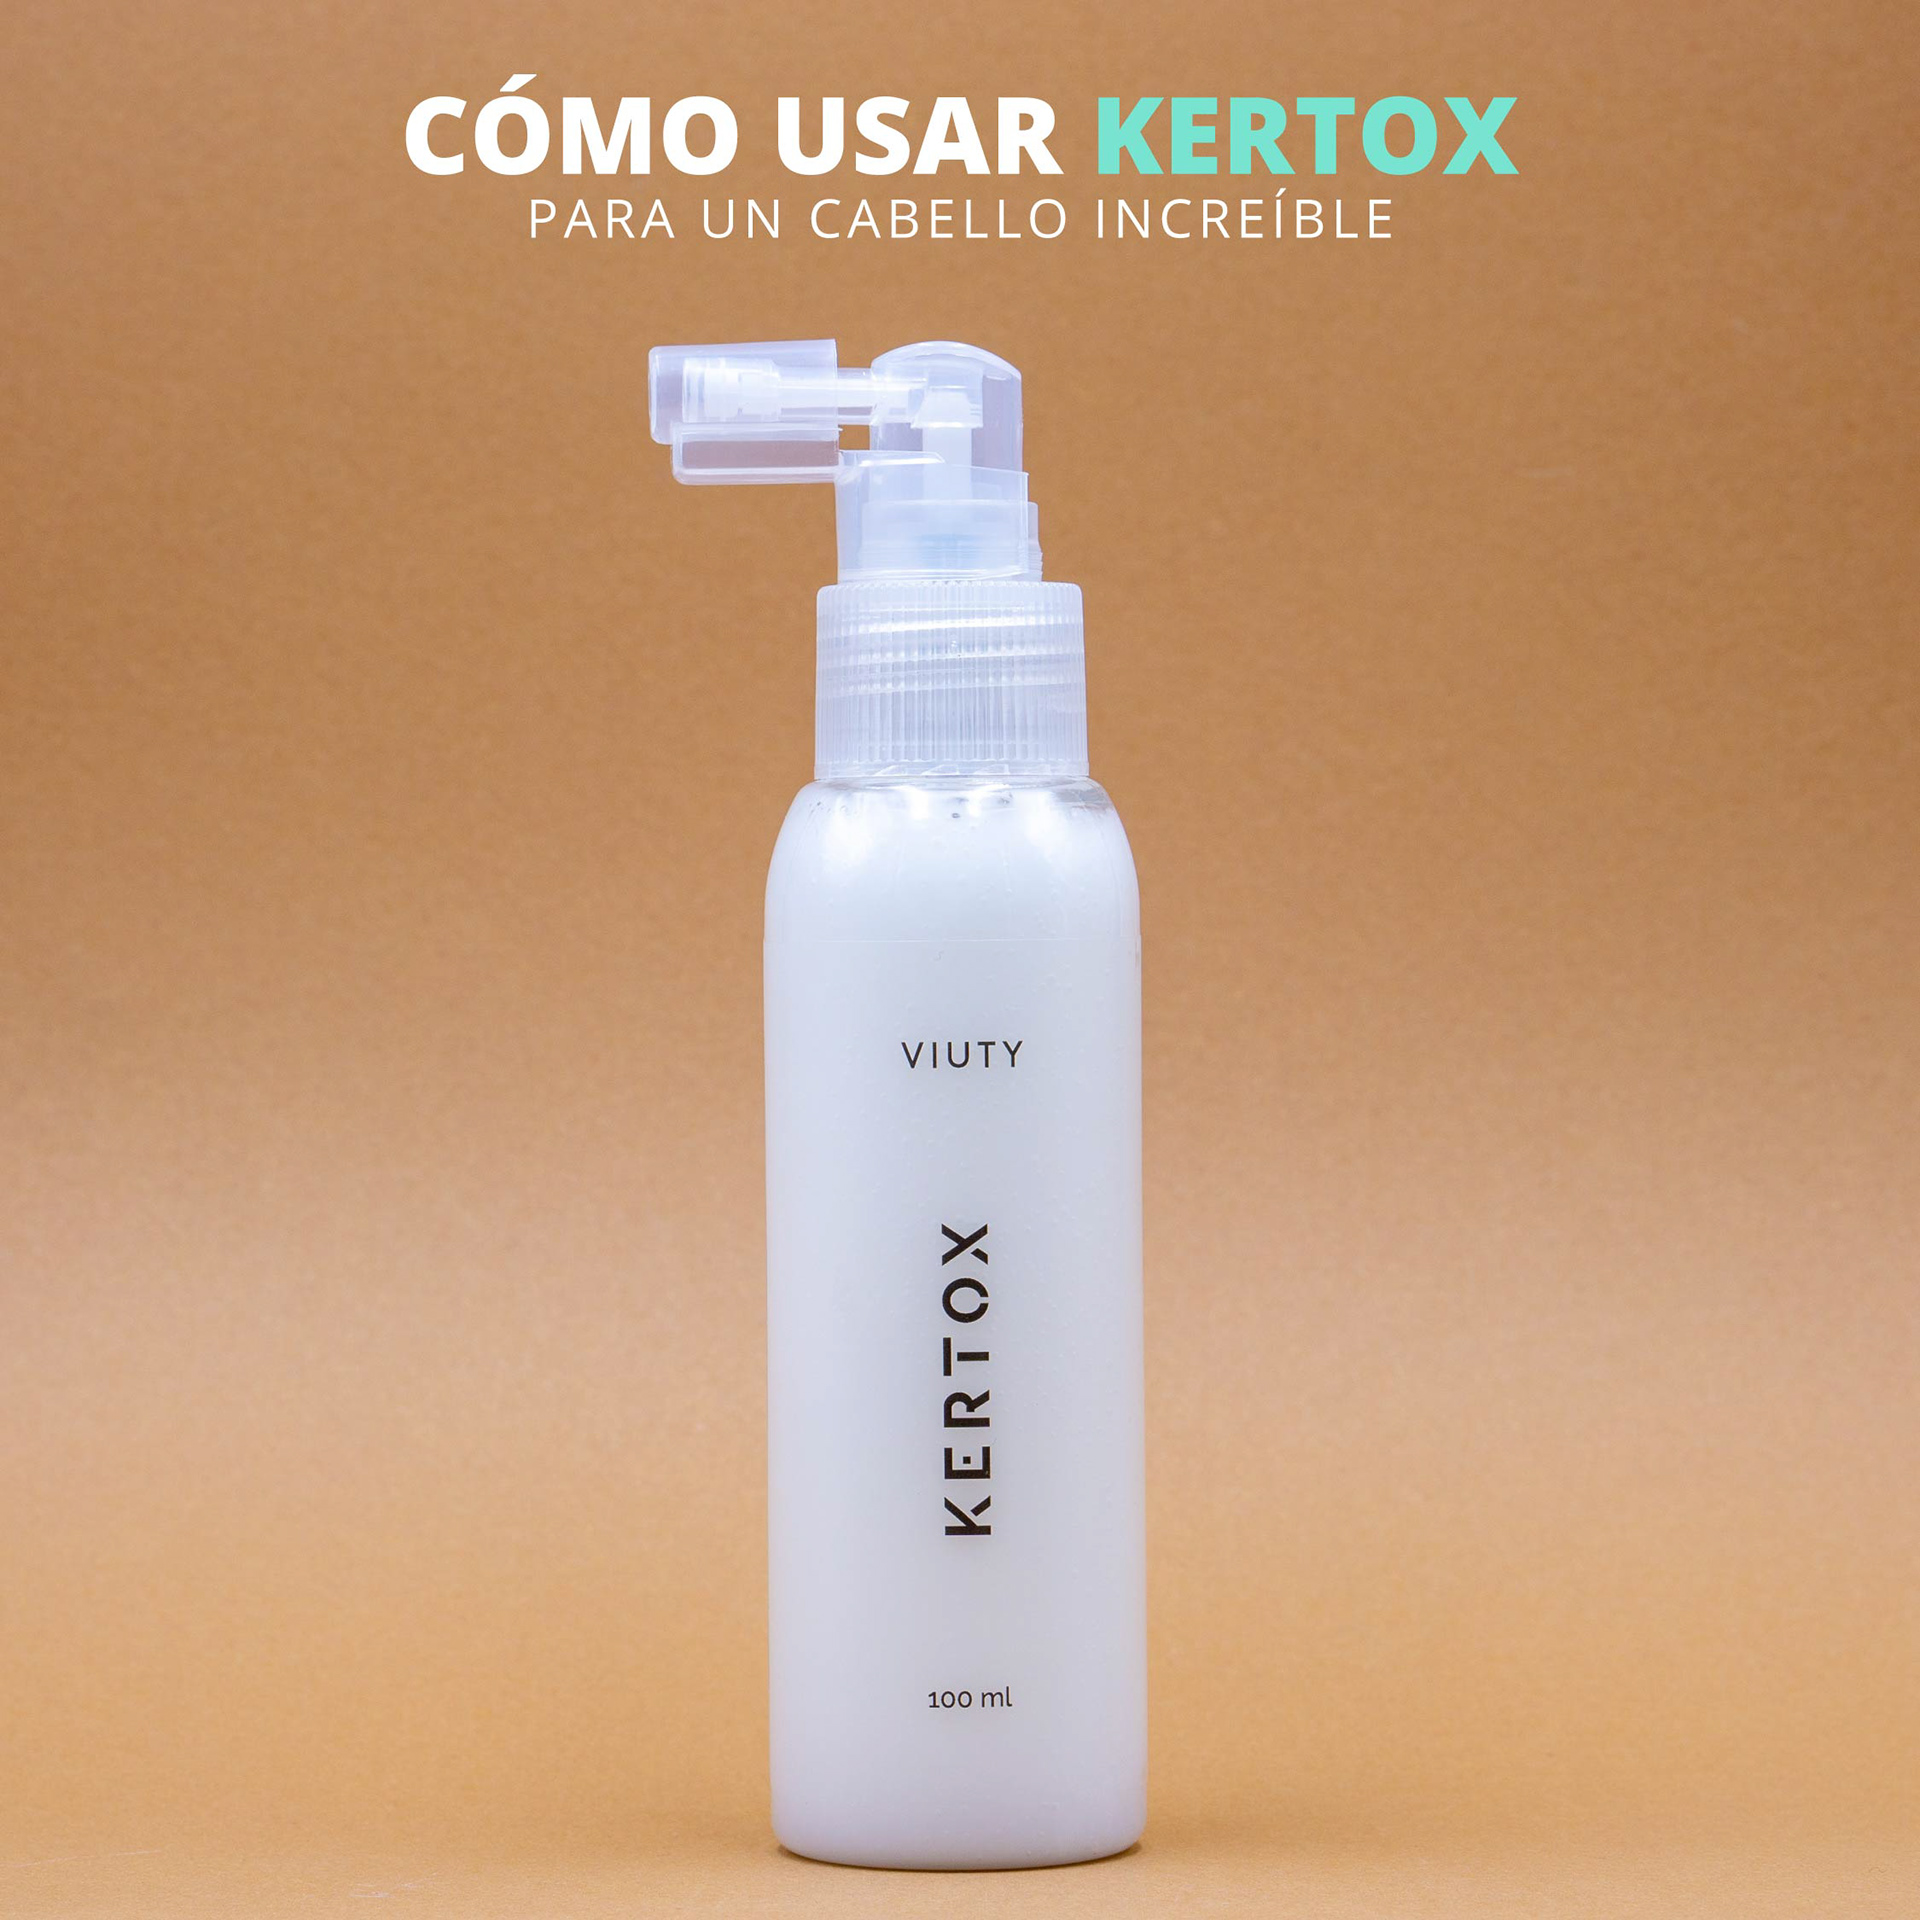 CÓMO USAR KERTOX
PARA UN CABELLO INCREÍBLE
VIUTY
KERTOX
100 ml